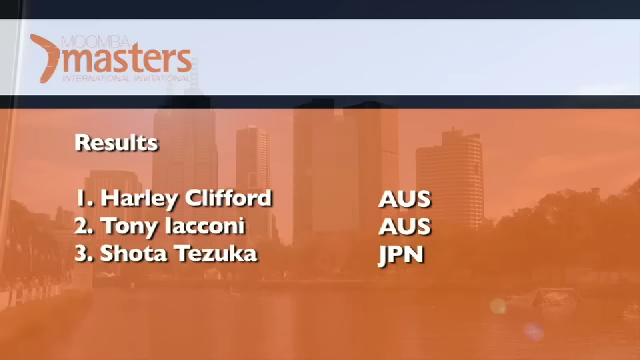 MOOMBA
masters
INTERNATIONAL INVITATIONAL
Results
1. Harley Clifford AUS
2. Tony Iacconi AUS
3. Shota Tezuka JPN